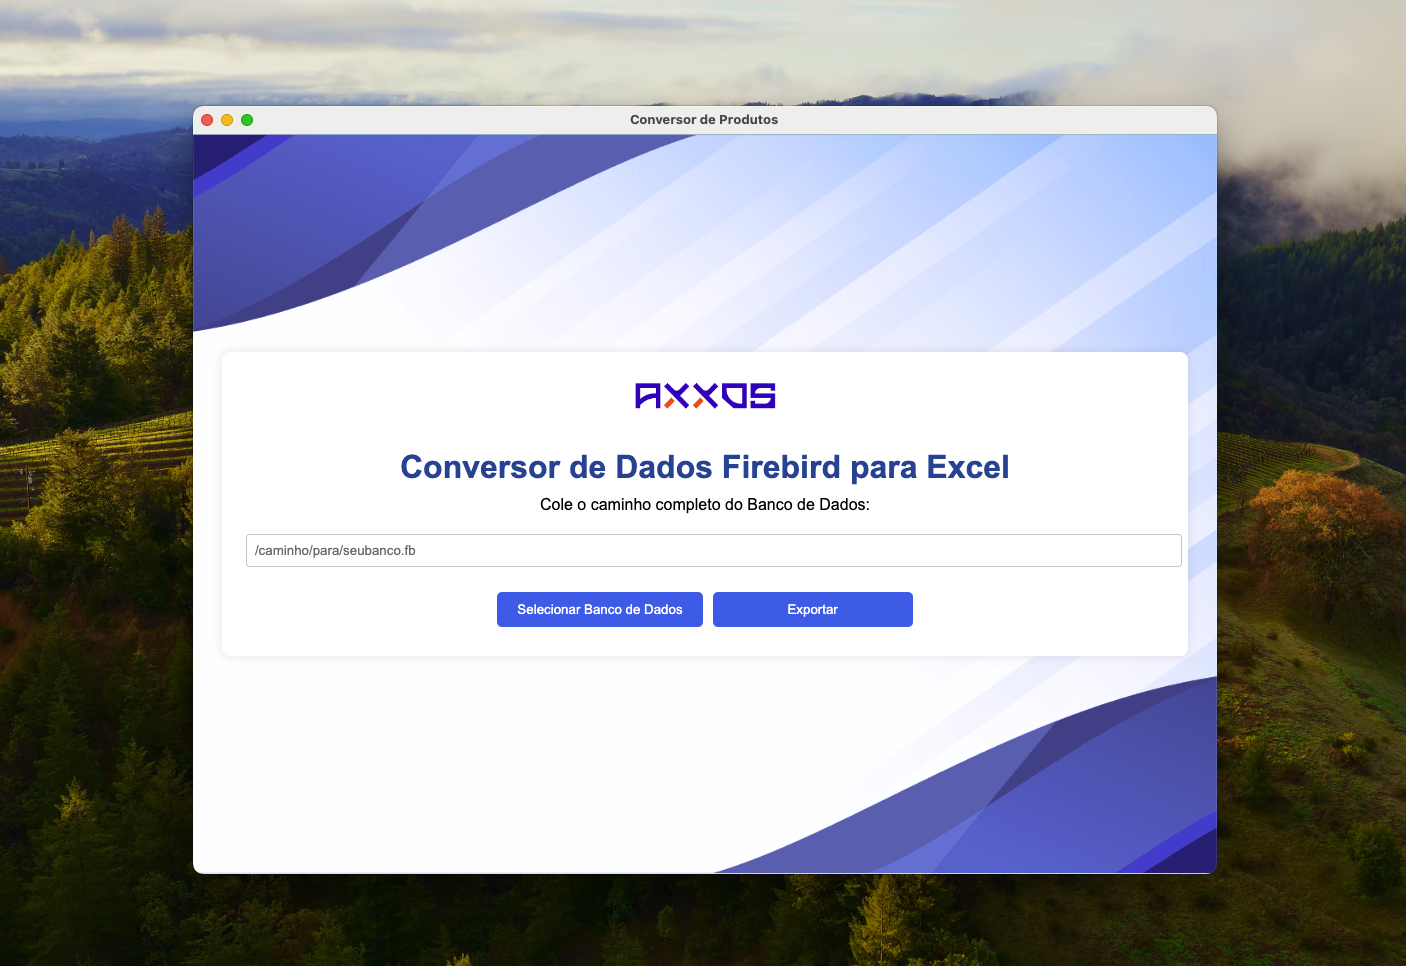 Conversor de Produtos
AXXOS
Conversor de Dados Firebird para Excel
Cole o caminho completo do Banco de Dados:
/caminho/para/seubanco.fb
Selecionar Banco de Dados
Exportar